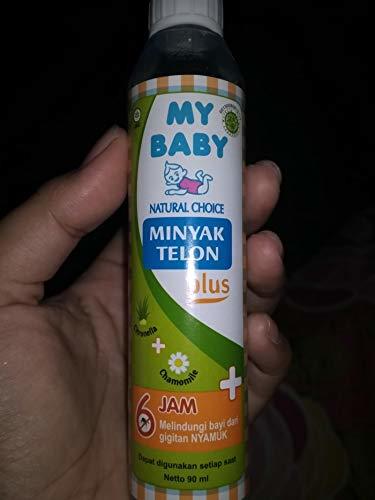 MY
BABY
NATURAL CHOICE
MINYAK
TELON
plus
Citronella
+
Chamomile
+
6 JAM
Melindungi bayi dari
gigitan NYAMUK
Dapat digunakan setiap saat
Netto 90 ml